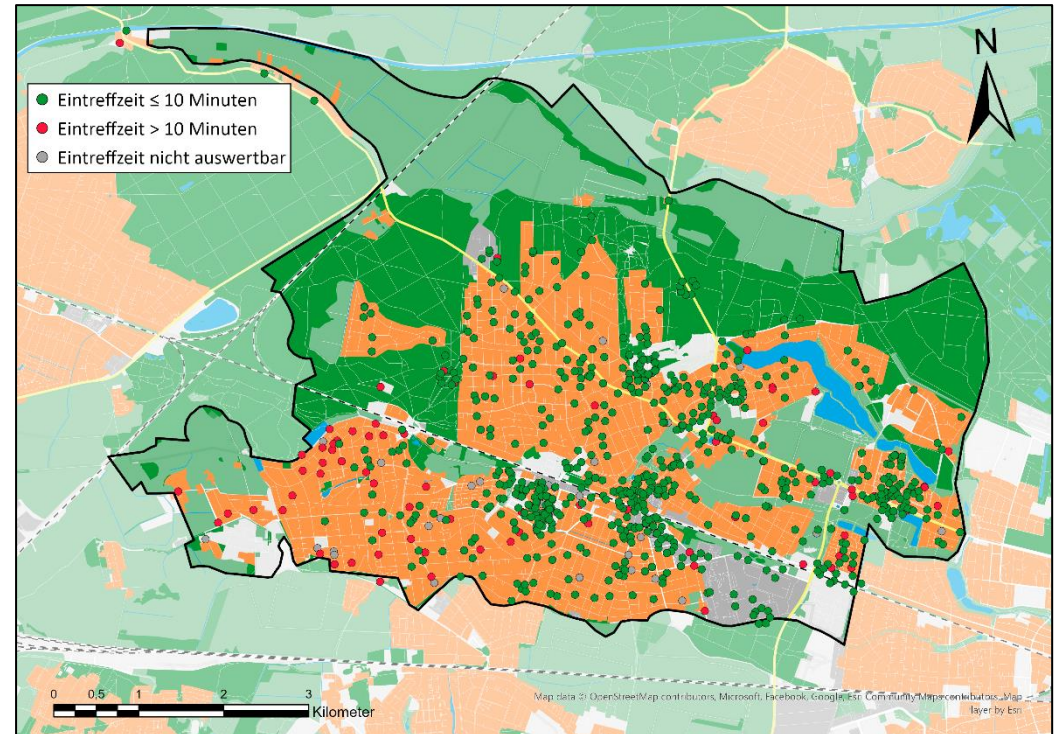 N
Eintreffzeit ≤ 10 Minuten
Eintreffzeit > 10 Minuten
Eintreffzeit nicht auswertbar
0 0,5 1 2 3
Kilometer
Map data © OpenStreetMap contributors, Microsoft, Facebook, Google, Esri Community Maps contributors, Map
layer by Esri